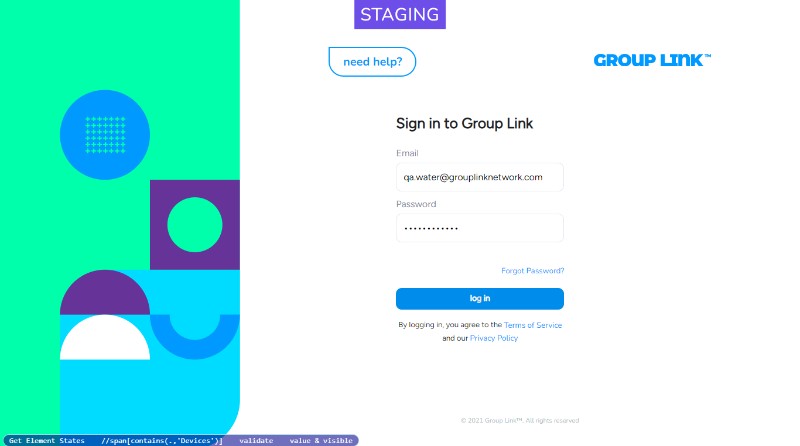 STAGING
need help?
GROUP LINK™
Sign in to Group Link
Email
qa.water@grouplinknetwork.com
Password
••••••••••••
Forgot Password?
log in
By logging in, you agree to the Terms of Service
and our Privacy Policy
© 2021 Group Link™. All rights reserved
Get Element States //span[contains(.,'Devices')] validate value & visible